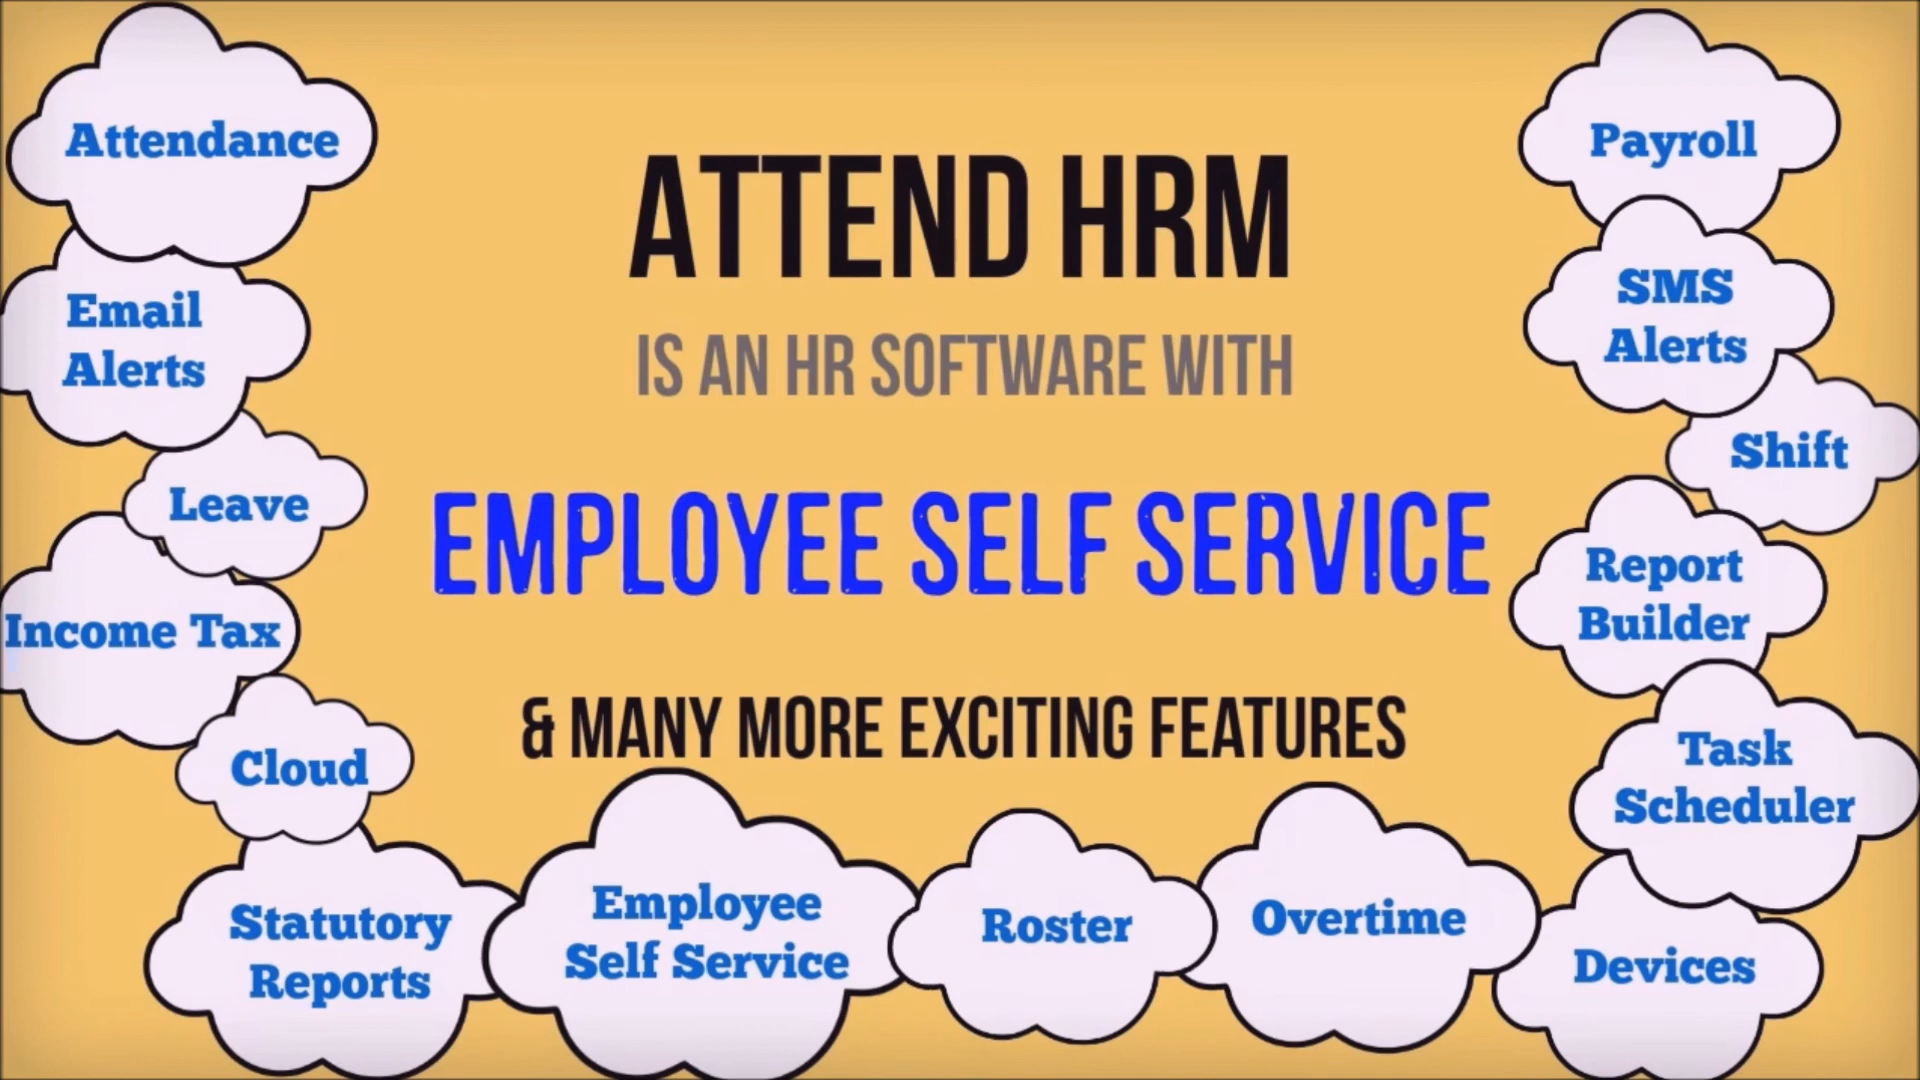 ATTEND HRM
IS AN HR SOFTWARE WITH
EMPLOYEE SELF SERVICE
& MANY MORE EXCITING FEATURES
Attendance
Email
Alerts
Leave
Income Tax
Cloud
Statutory
Reports
Employee
Self Service
Roster
Overtime
Payroll
SMS
Alerts
Shift
Report
Builder
Task
Scheduler
Devices